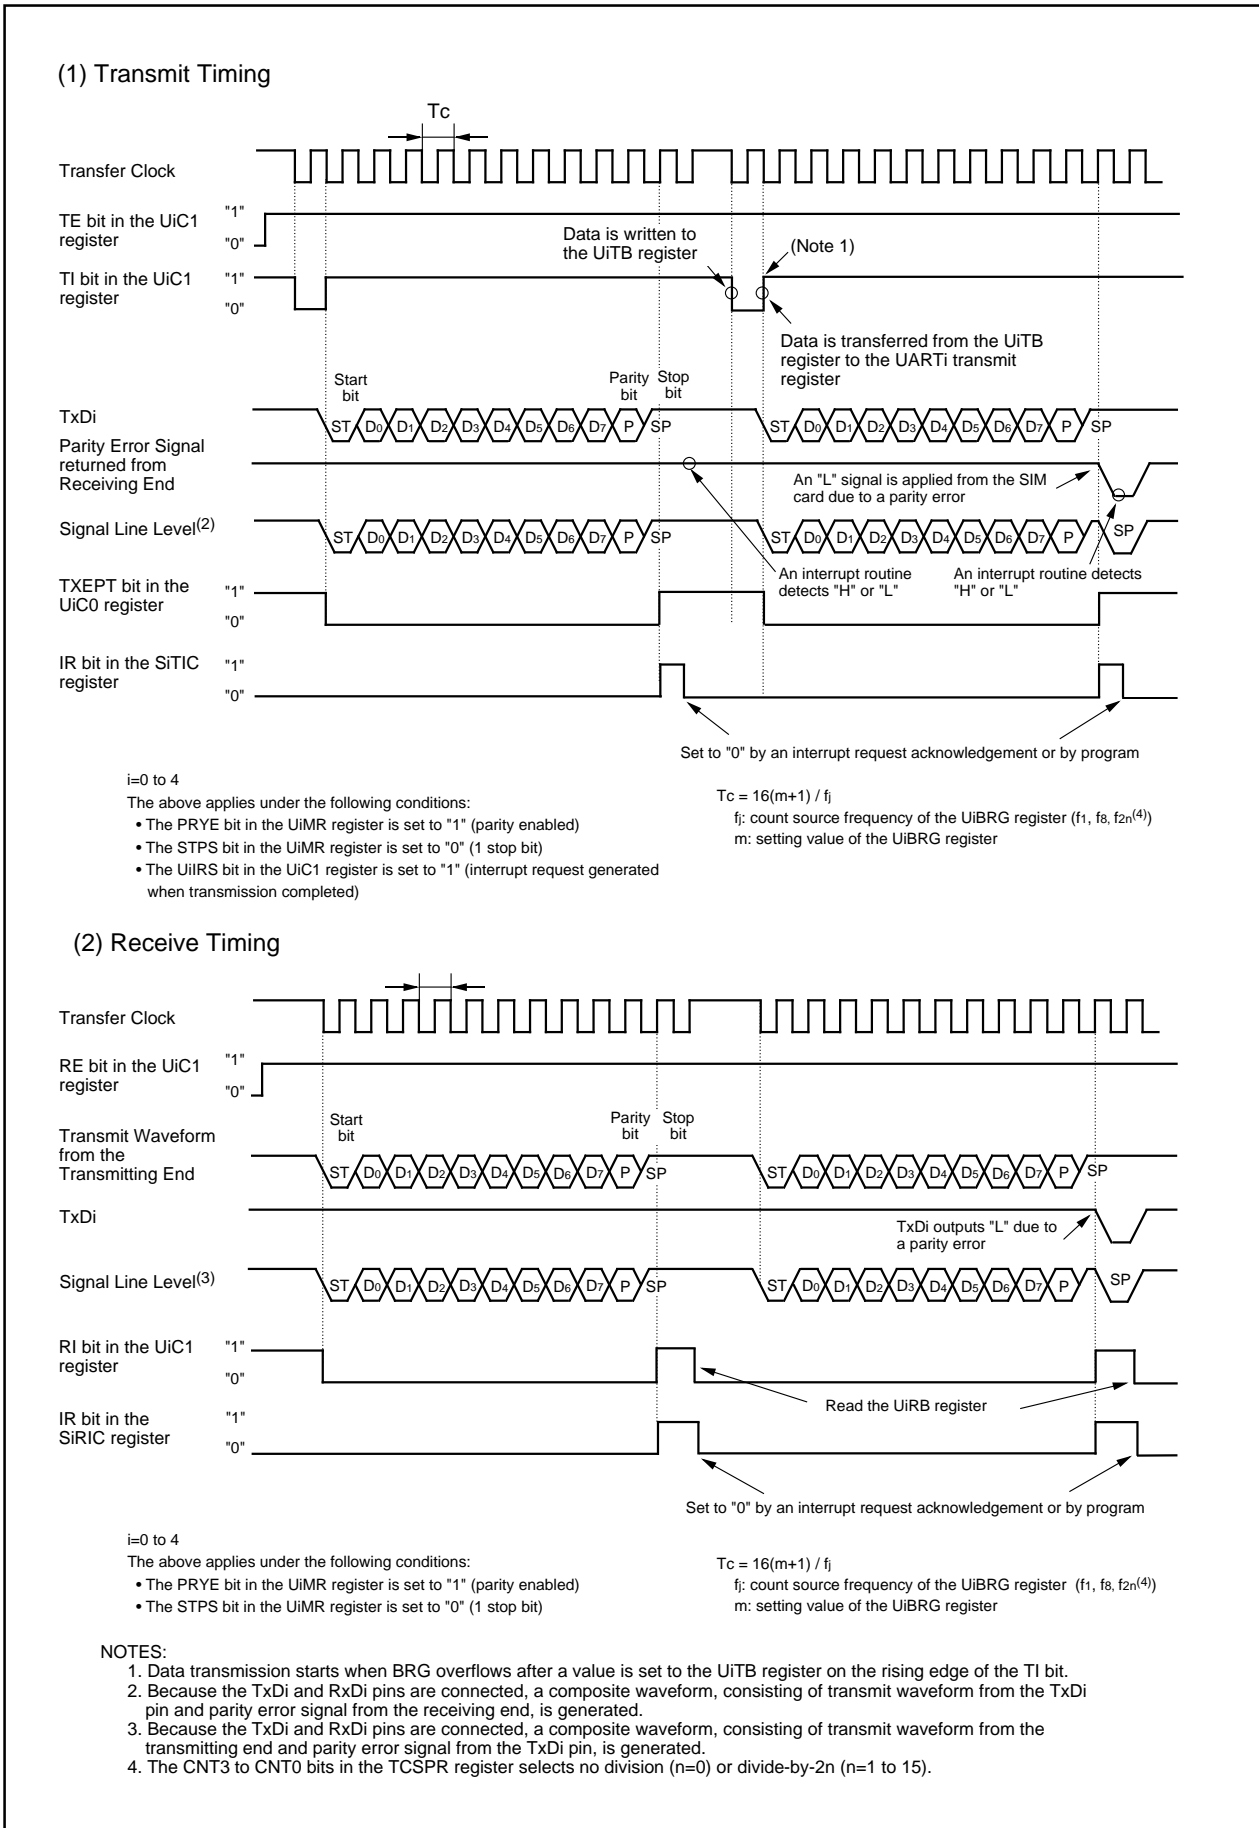 (1) Transmit Timing
Tc
Transfer Clock
TE bit in the UiC1
register
"1"
"0"
Data is written to
the UiTB register
(Note 1)
TI bit in the UiC1
register
"1"
"0"
Data is transferred from the UiTB
register to the UARTi transmit
register
Start
bit
Parity
bit
Stop
bit
TxDi
ST D0 D1 D2 D3 D4 D5 D6 D7 P SP ST D0 D1 D2 D3 D4 D5 D6 D7 P SP
Parity Error Signal
returned from
Receiving End
An "L" signal is applied from the SIM
card due to a parity error
Signal Line Level(2)
ST D0 D1 D2 D3 D4 D5 D6 D7 P SP ST D0 D1 D2 D3 D4 D5 D6 D7 P SP
An interrupt routine
detects "H" or "L"
An interrupt routine detects
"H" or "L"
TXEPT bit in the
UiC0 register
"1"
"0"
IR bit in the SiTIC
register
"1"
"0"
Set to "0" by an interrupt request acknowledgement or by program
i=0 to 4
The above applies under the following conditions:
• The PRYE bit in the UiMR register is set to "1" (parity enabled)
• The STPS bit in the UiMR register is set to "0" (1 stop bit)
• The UiIRS bit in the UiC1 register is set to "1" (interrupt request generated
when transmission completed)
Tc = 16(m+1) / fj
fj: count source frequency of the UiBRG register (f1, f8, f2n(4))
m: setting value of the UiBRG register
(2) Receive Timing
Transfer Clock
RE bit in the UiC1
register
"1"
"0"
Start
bit
Parity
bit
Stop
bit
Transmit Waveform
from the
Transmitting End
ST D0 D1 D2 D3 D4 D5 D6 D7 P SP ST D0 D1 D2 D3 D4 D5 D6 D7 P SP
TxDi
TxDi outputs "L" due to
a parity error
Signal Line Level(3)
ST D0 D1 D2 D3 D4 D5 D6 D7 P SP ST D0 D1 D2 D3 D4 D5 D6 D7 P SP
RI bit in the UiC1
register
"1"
"0"
Read the UiRB register
IR bit in the
SiRIC register
"1"
"0"
Set to "0" by an interrupt request acknowledgement or by program
i=0 to 4
The above applies under the following conditions:
• The PRYE bit in the UiMR register is set to "1" (parity enabled)
• The STPS bit in the UiMR register is set to "0" (1 stop bit)
Tc = 16(m+1) / fj
fj: count source frequency of the UiBRG register (f1, f8, f2n(4))
m: setting value of the UiBRG register
NOTES:
1. Data transmission starts when BRG overflows after a value is set to the UiTB register on the rising edge of the TI bit.
2. Because the TxDi and RxDi pins are connected, a composite waveform, consisting of transmit waveform from the TxDi
pin and parity error signal from the receiving end, is generated.
3. Because the TxDi and RxDi pins are connected, a composite waveform, consisting of transmit waveform from the
transmitting end and parity error signal from the TxDi pin, is generated.
4. The CNT3 to CNT0 bits in the TCSPR register selects no division (n=0) or divide-by-2n (n=1 to 15).